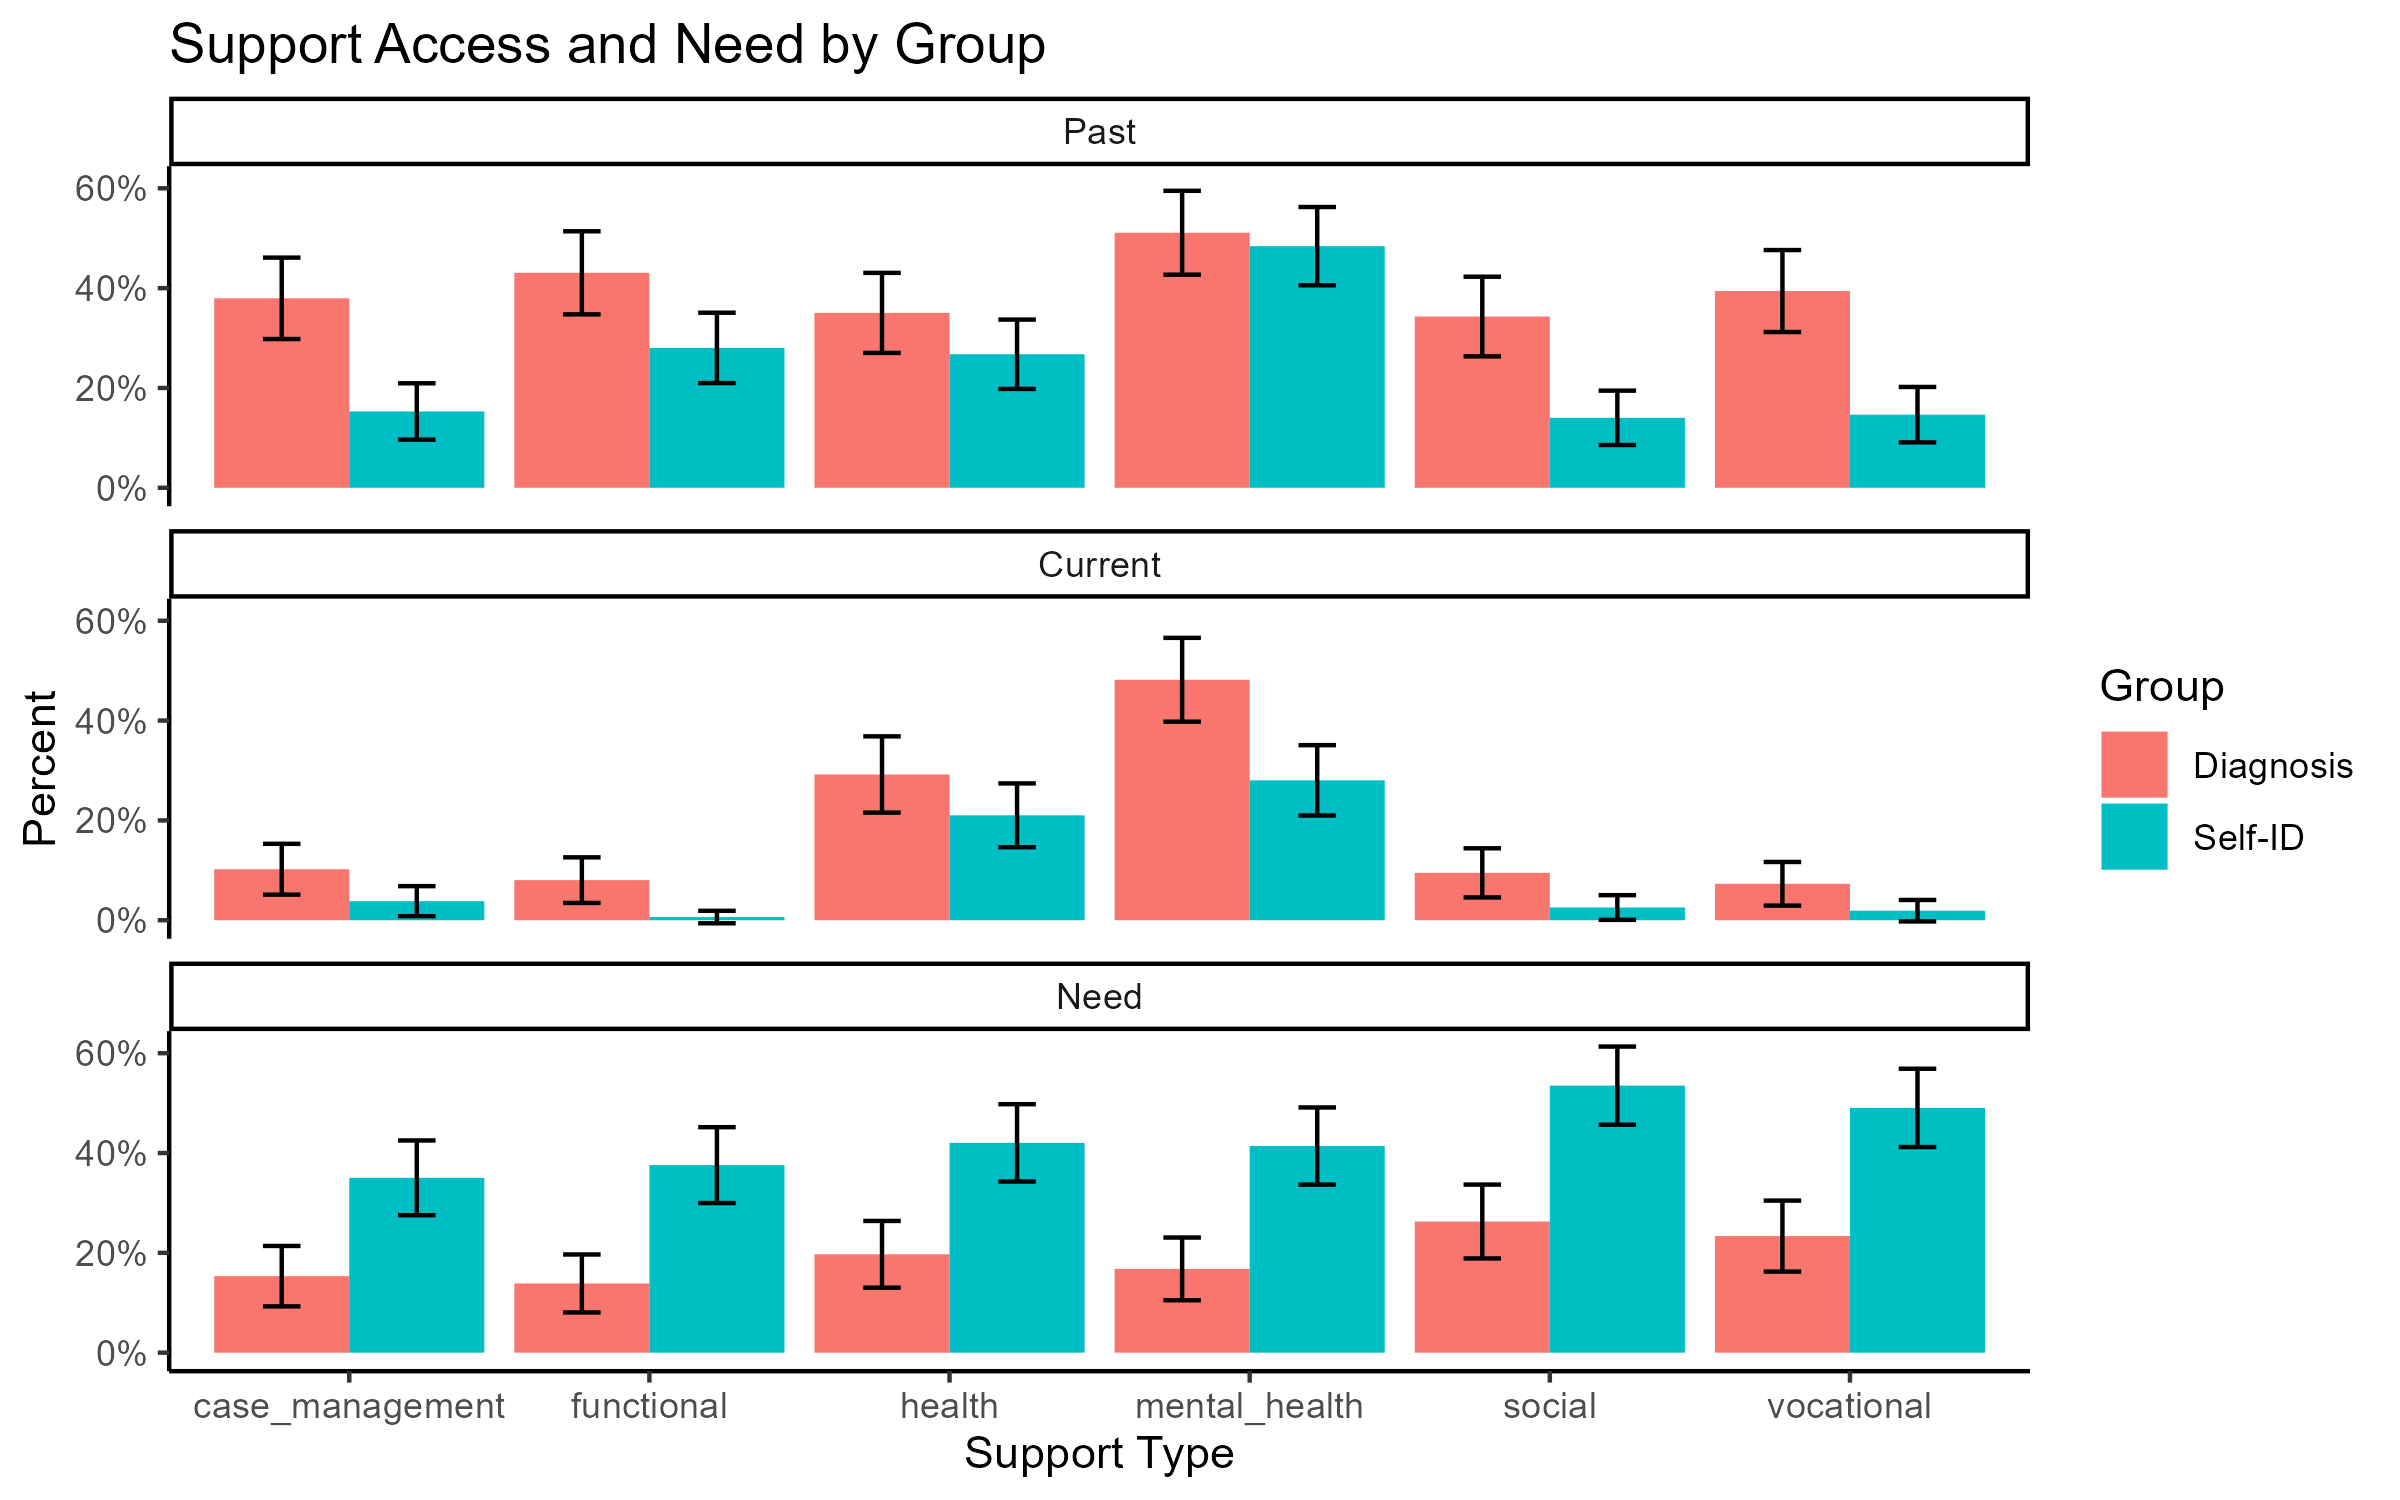 Support Access and Need by Group
Past
60%
40%
20%
0%
Current
60%
40%
20%
0%
Need
60%
40%
20%
0%
case_management functional health mental_health social vocational
Support Type
Percent
Group
Diagnosis
Self-ID